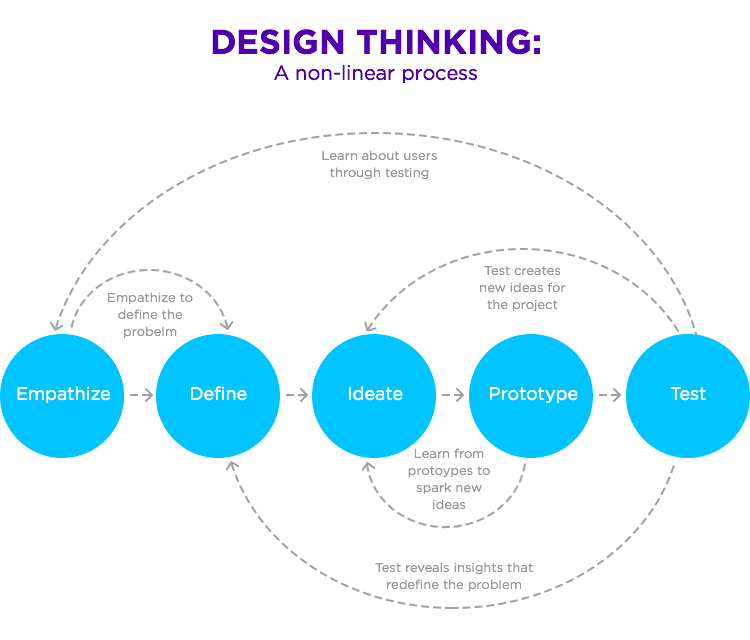 DESIGN THINKING:
A non-linear process
Learn about users
through testing
Test creates
new ideas for
the project
Empathize to
define the
probelm
Empathize
Define
Ideate
Prototype
Test
Learn from
protoypes to
spark new
ideas
Test reveals insights that
redefine the problem